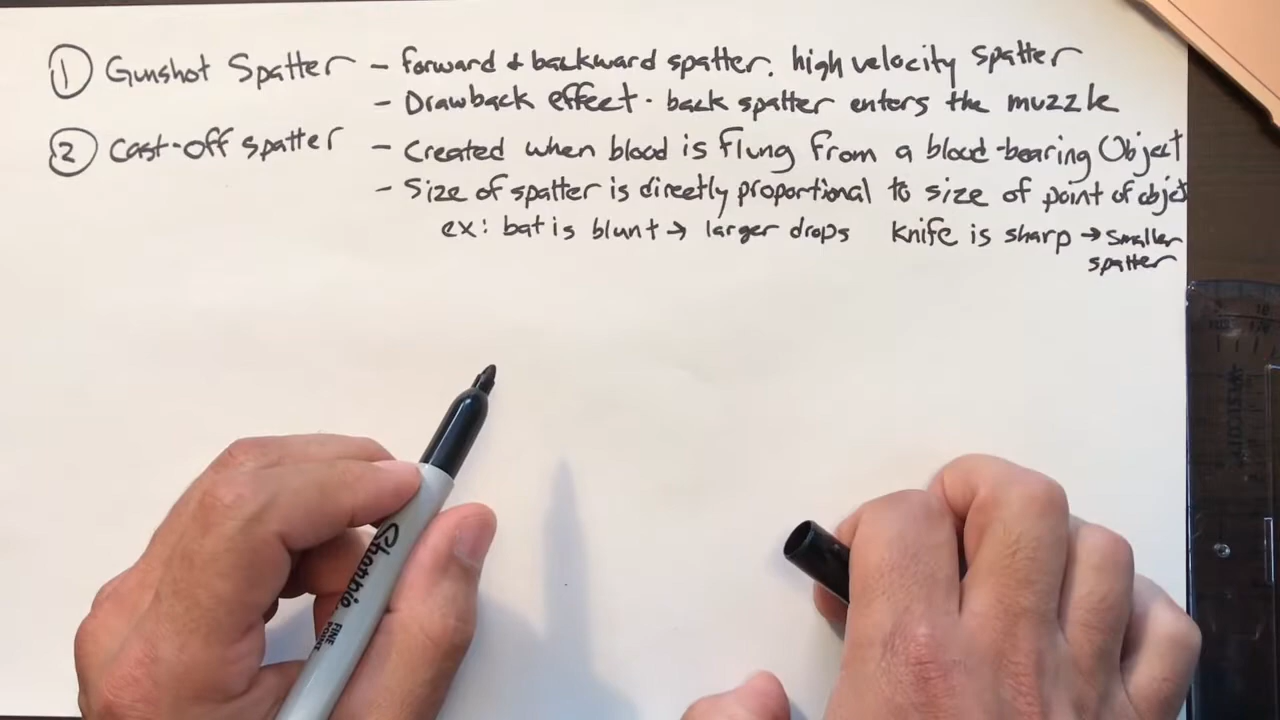 ① Gunshot Spatter – forward + backward spatter. high velocity spatter
– Drawback effect. back spatter enters the muzzle
② Cast-off spatter – Created when blood is flung from a blood-bearing Object
– Size of spatter is directly proportional to size of point of object
ex: bat is blunt → larger drops knife is sharp → smaller
spatter
Sharpie
FINE
POINT
WESTCOTT
10